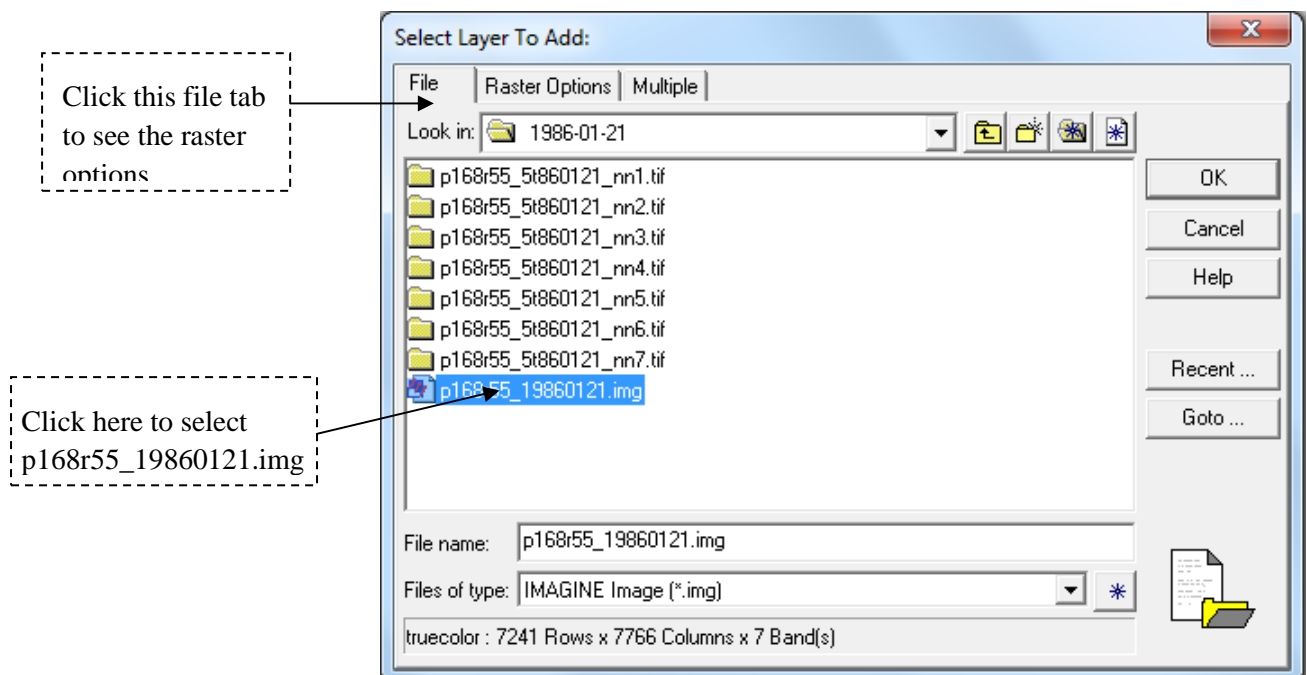 Select Layer To Add:
Click this file tab
to see the raster
options
File Raster Options Multiple
Look in: 1986-01-21
p168r55_5t860121_nn1.tif
p168r55_5t860121_nn2.tif
p168r55_5t860121_nn3.tif
p168r55_5t860121_nn4.tif
p168r55_5t860121_nn5.tif
p168r55_5t860121_nn6.tif
p168r55_5t860121_nn7.tif
p168r55_19860121.img
OK
Cancel
Help
Recent ...
Goto ...
Click here to select
p168r55_19860121.img
File name: p168r55_19860121.img
Files of type: IMAGINE Image (*.img)
truecolor : 7241 Rows x 7766 Columns x 7 Band(s)